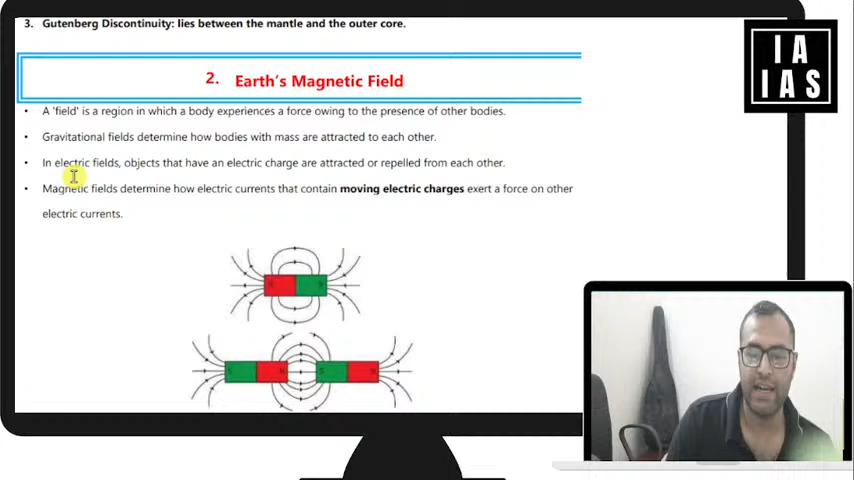 3. Gutenberg Discontinuity: lies between the mantle and the outer core.
IA
IAS
2. Earth's Magnetic Field
• A 'field' is a region in which a body experiences a force owing to the presence of other bodies.
• Gravitational fields determine how bodies with mass are attracted to each other.
• In electric fields, objects that have an electric charge are attracted or repelled from each other.
• Magnetic fields determine how electric currents that contain moving electric charges exert a force on other
electric currents.
S N S N